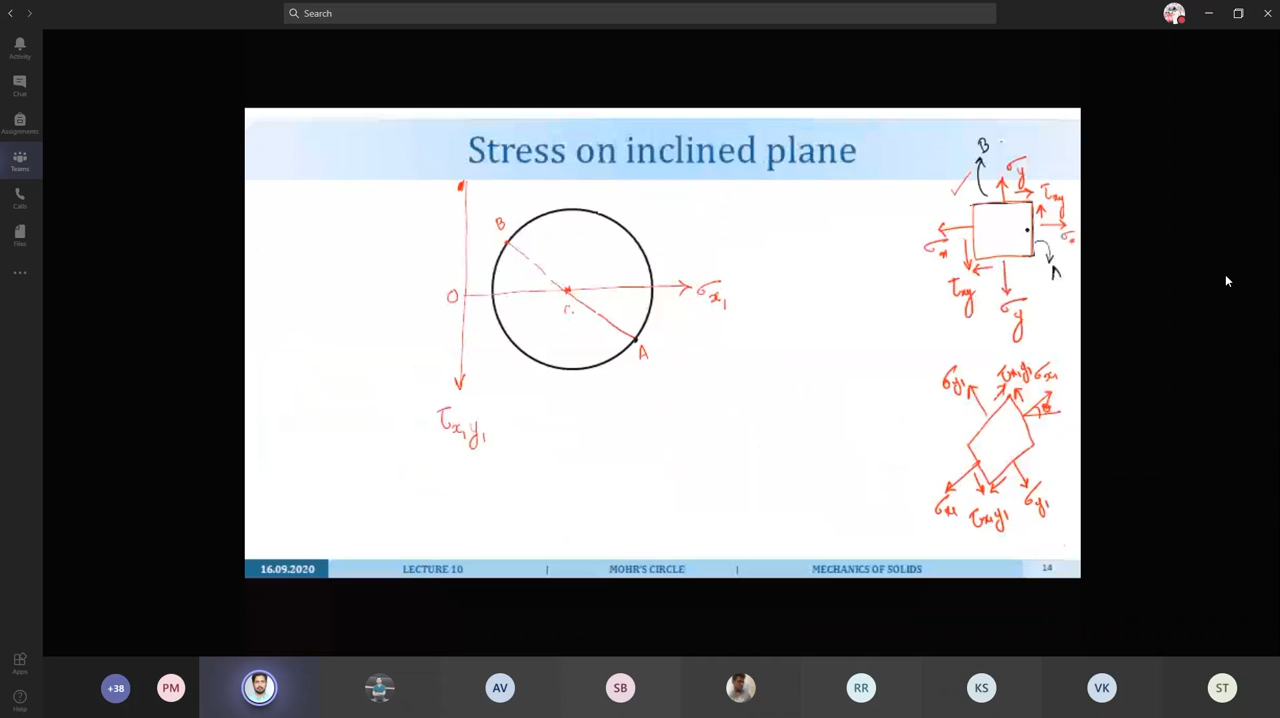 Search
Activity
Chat
Assignments
Teams
Calls
Files
Apps
Help
Stress on inclined plane
B
σy
τxy
σx
σx
A
τxy
σy
B
O
C
σx₁
A
τx₁y₁
σy₁
τx₁y₁
σx₁
θ
σx₁
τx₁y₁
σy₁
16.09.2020
LECTURE 10 | MOHR'S CIRCLE | MECHANICS OF SOLIDS
14
+38
PM
AV
SB
RR
KS
VK
ST